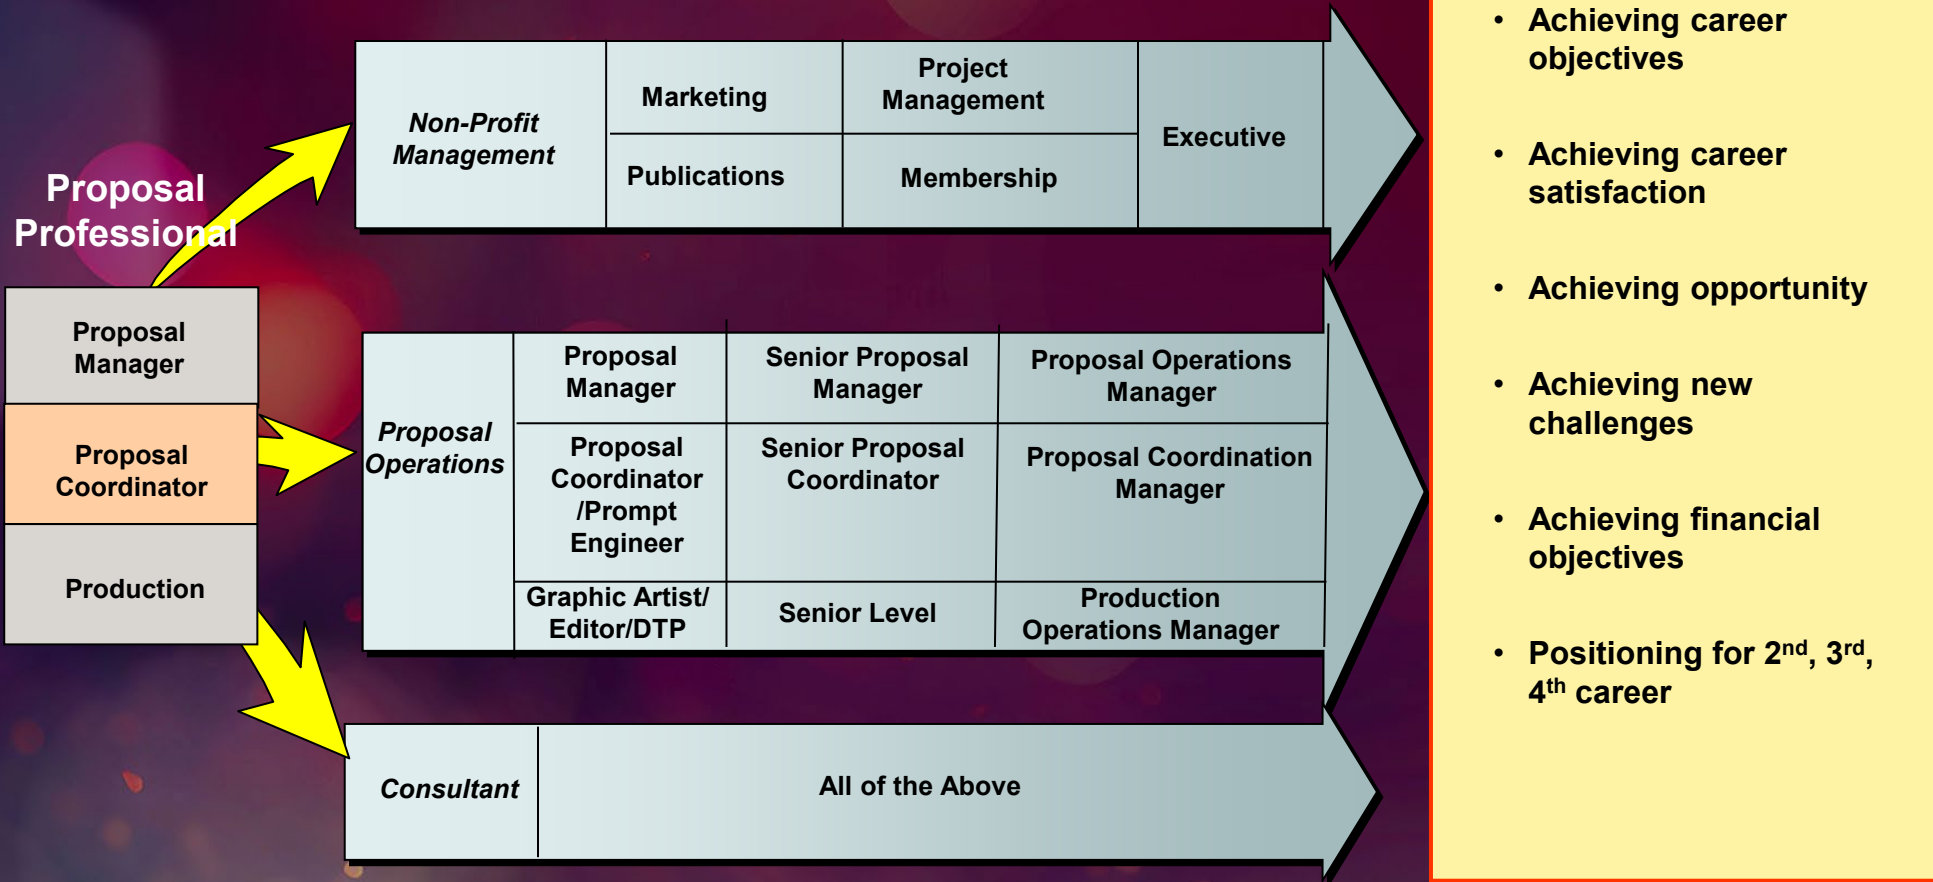 Proposal
Professional
Proposal
Manager
Proposal
Coordinator
Production
Non-Profit
Management
Marketing
Project
Management
Executive
Publications
Membership
Proposal
Operations
Proposal
Manager
Senior Proposal
Manager
Proposal Operations
Manager
Proposal
Coordinator
/Prompt
Engineer
Senior Proposal
Coordinator
Proposal Coordination
Manager
Graphic Artist/
Editor/DTP
Senior Level
Production
Operations Manager
Consultant
All of the Above
• Achieving career
objectives
• Achieving career
satisfaction
• Achieving opportunity
• Achieving new
challenges
• Achieving financial
objectives
• Positioning for 2nd, 3rd,
4th career